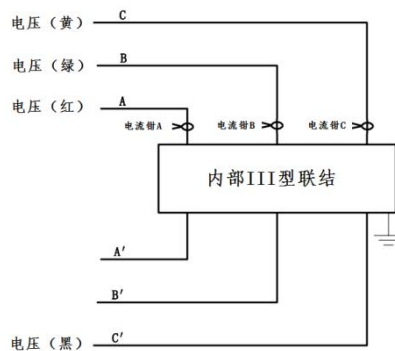 电压（黄） C
电压（绿） B
电压（红） A
电流钳A 电流钳B 电流钳C
内部III型联结
A'
B'
电压（黑） C'